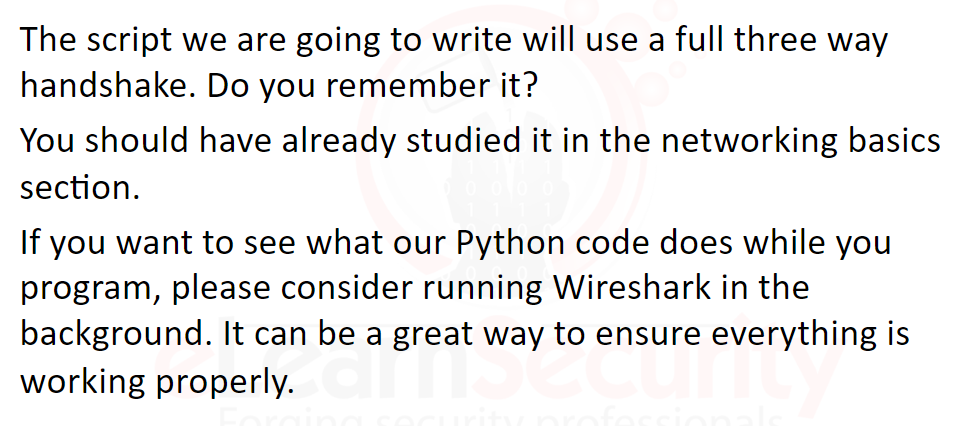 The script we are going to write will use a full three way
handshake. Do you remember it?
You should have already studied it in the networking basics
section.
If you want to see what our Python code does while you
program, please consider running Wireshark in the
background. It can be a great way to ensure everything is
working properly.
eLearnSecurity
Forging security professionals